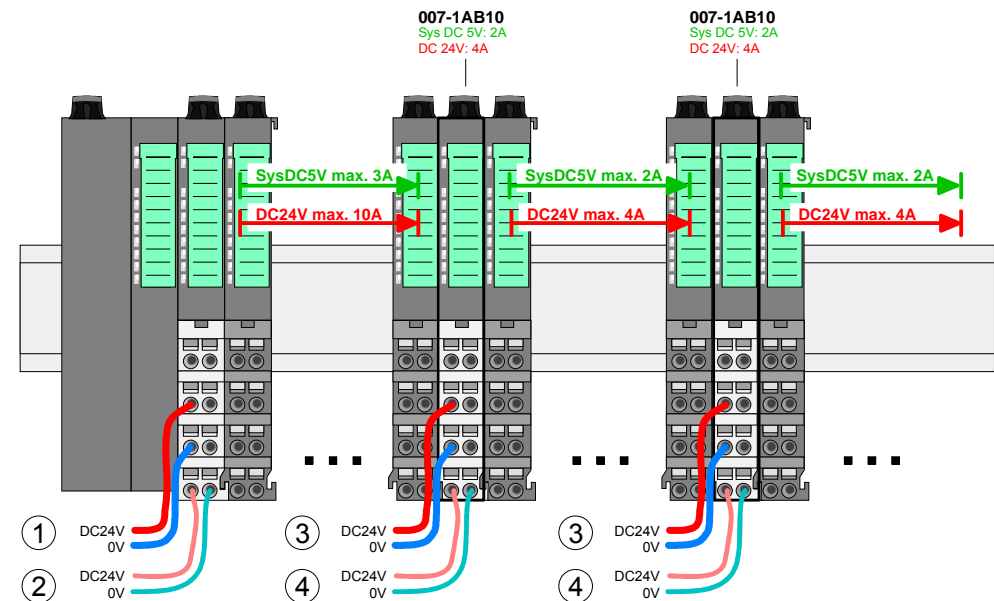 007-1AB10
Sys DC 5V: 2A
DC 24V: 4A
007-1AB10
Sys DC 5V: 2A
DC 24V: 4A
SysDC5V max. 3A
SysDC5V max. 2A
SysDC5V max. 2A
DC24V max. 10A
DC24V max. 4A
DC24V max. 4A
1 DC24V
0V
3 DC24V
0V
3 DC24V
0V
2 DC24V
0V
4 DC24V
0V
4 DC24V
0V